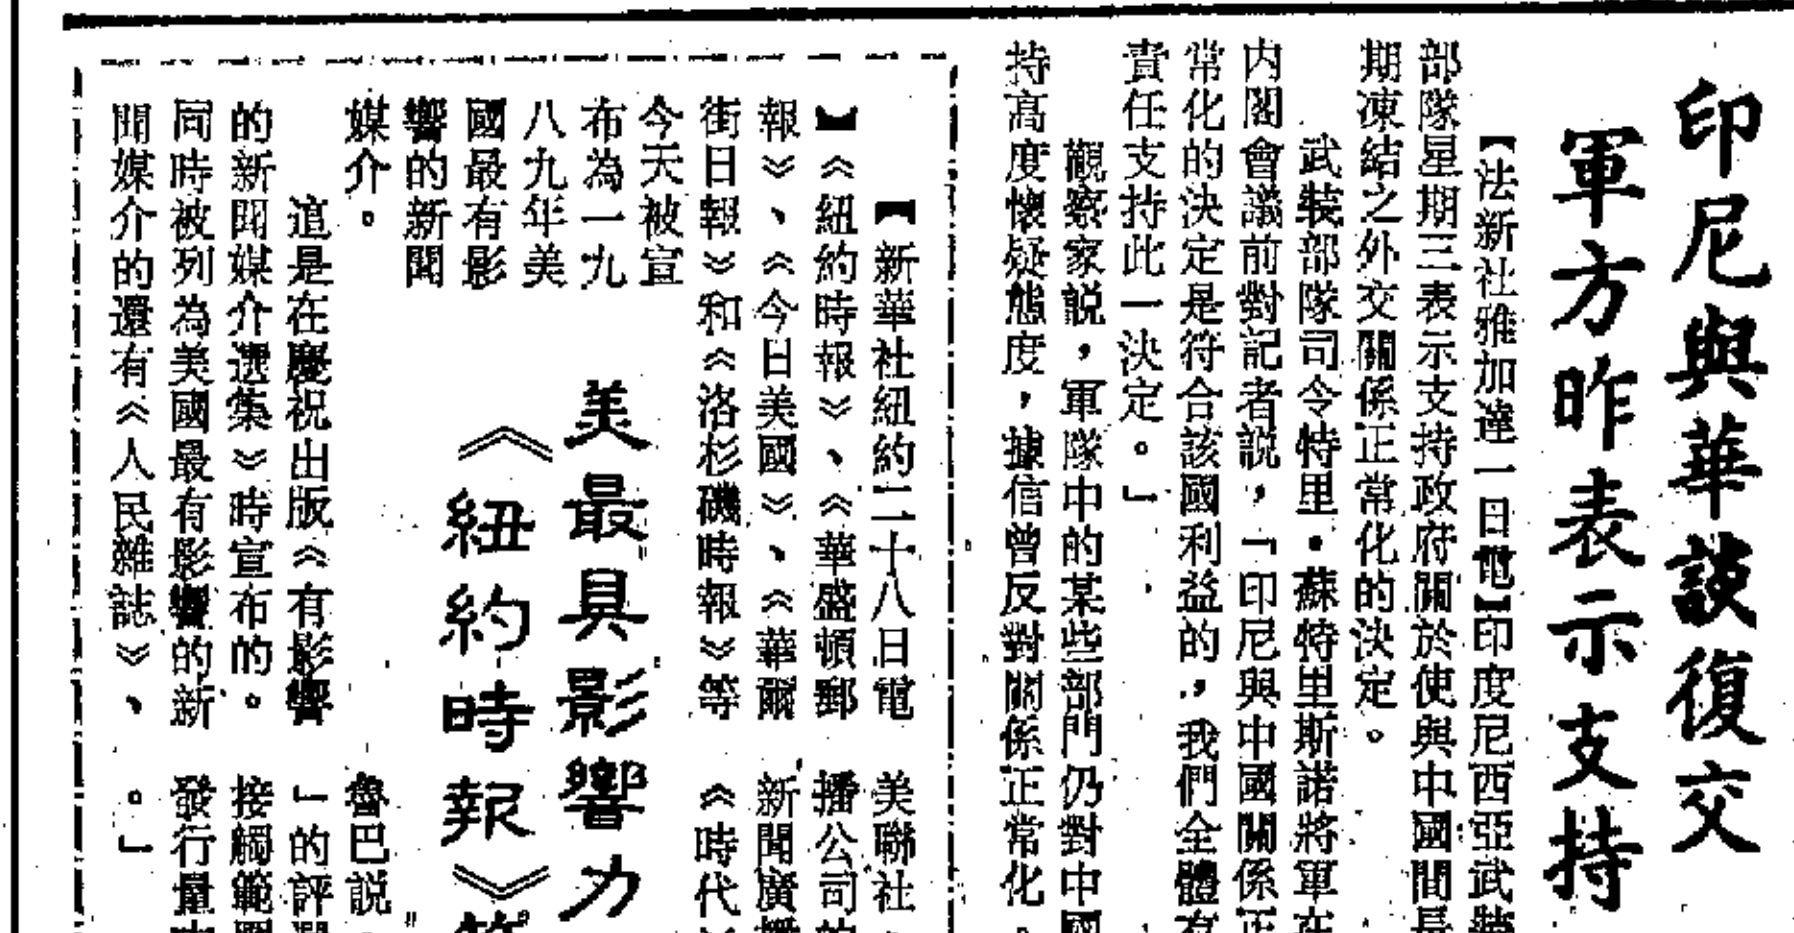 印尼與華談復交
軍方昨表示支持
【法新社雅加達一日電】印度尼西亞武裝
部隊星期三表示支持政府關於使與中國間長
期凍結之外交關係正常化的決定。
武裝部隊司令特里·蘇特里斯諾將軍在
内閣會議前對記者說，「印尼與中國關係正
常化的決定是符合該國利益的，我們全體有
責任支持此一決定。」
觀察家說，軍隊中的某些部門仍對中國
持高度懷疑態度，據信曾反對關係正常化。
美最具影響力
《紐約時報》等
【新華社紐約二十八日電
】《紐約時報》、《華盛頓郵
報》、《今日美國》、《華爾
街日報》和《洛杉磯時報》等
今天被宣
布為一九
八九年美
國最有影
響的新聞
媒介。
這是在慶祝出版《有影響
的新聞媒介選集》時宣布的。
同時被列為美國最有影響的新
聞媒介的還有《人民雜誌》、
美聯社
播公司的
新聞廣播
《時代
魯巴說
」的評選
接觸範圍
發行量
。」